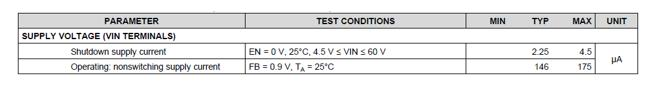 PARAMETER TEST CONDITIONS MIN TYP MAX UNIT
SUPPLY VOLTAGE (VIN TERMINALS)
Shutdown supply current EN = 0 V, 25°C, 4.5 V ≤ VIN ≤ 60 V 2.25 4.5 µA
Operating: nonswitching supply current FB = 0.9 V, TA = 25°C 146 175